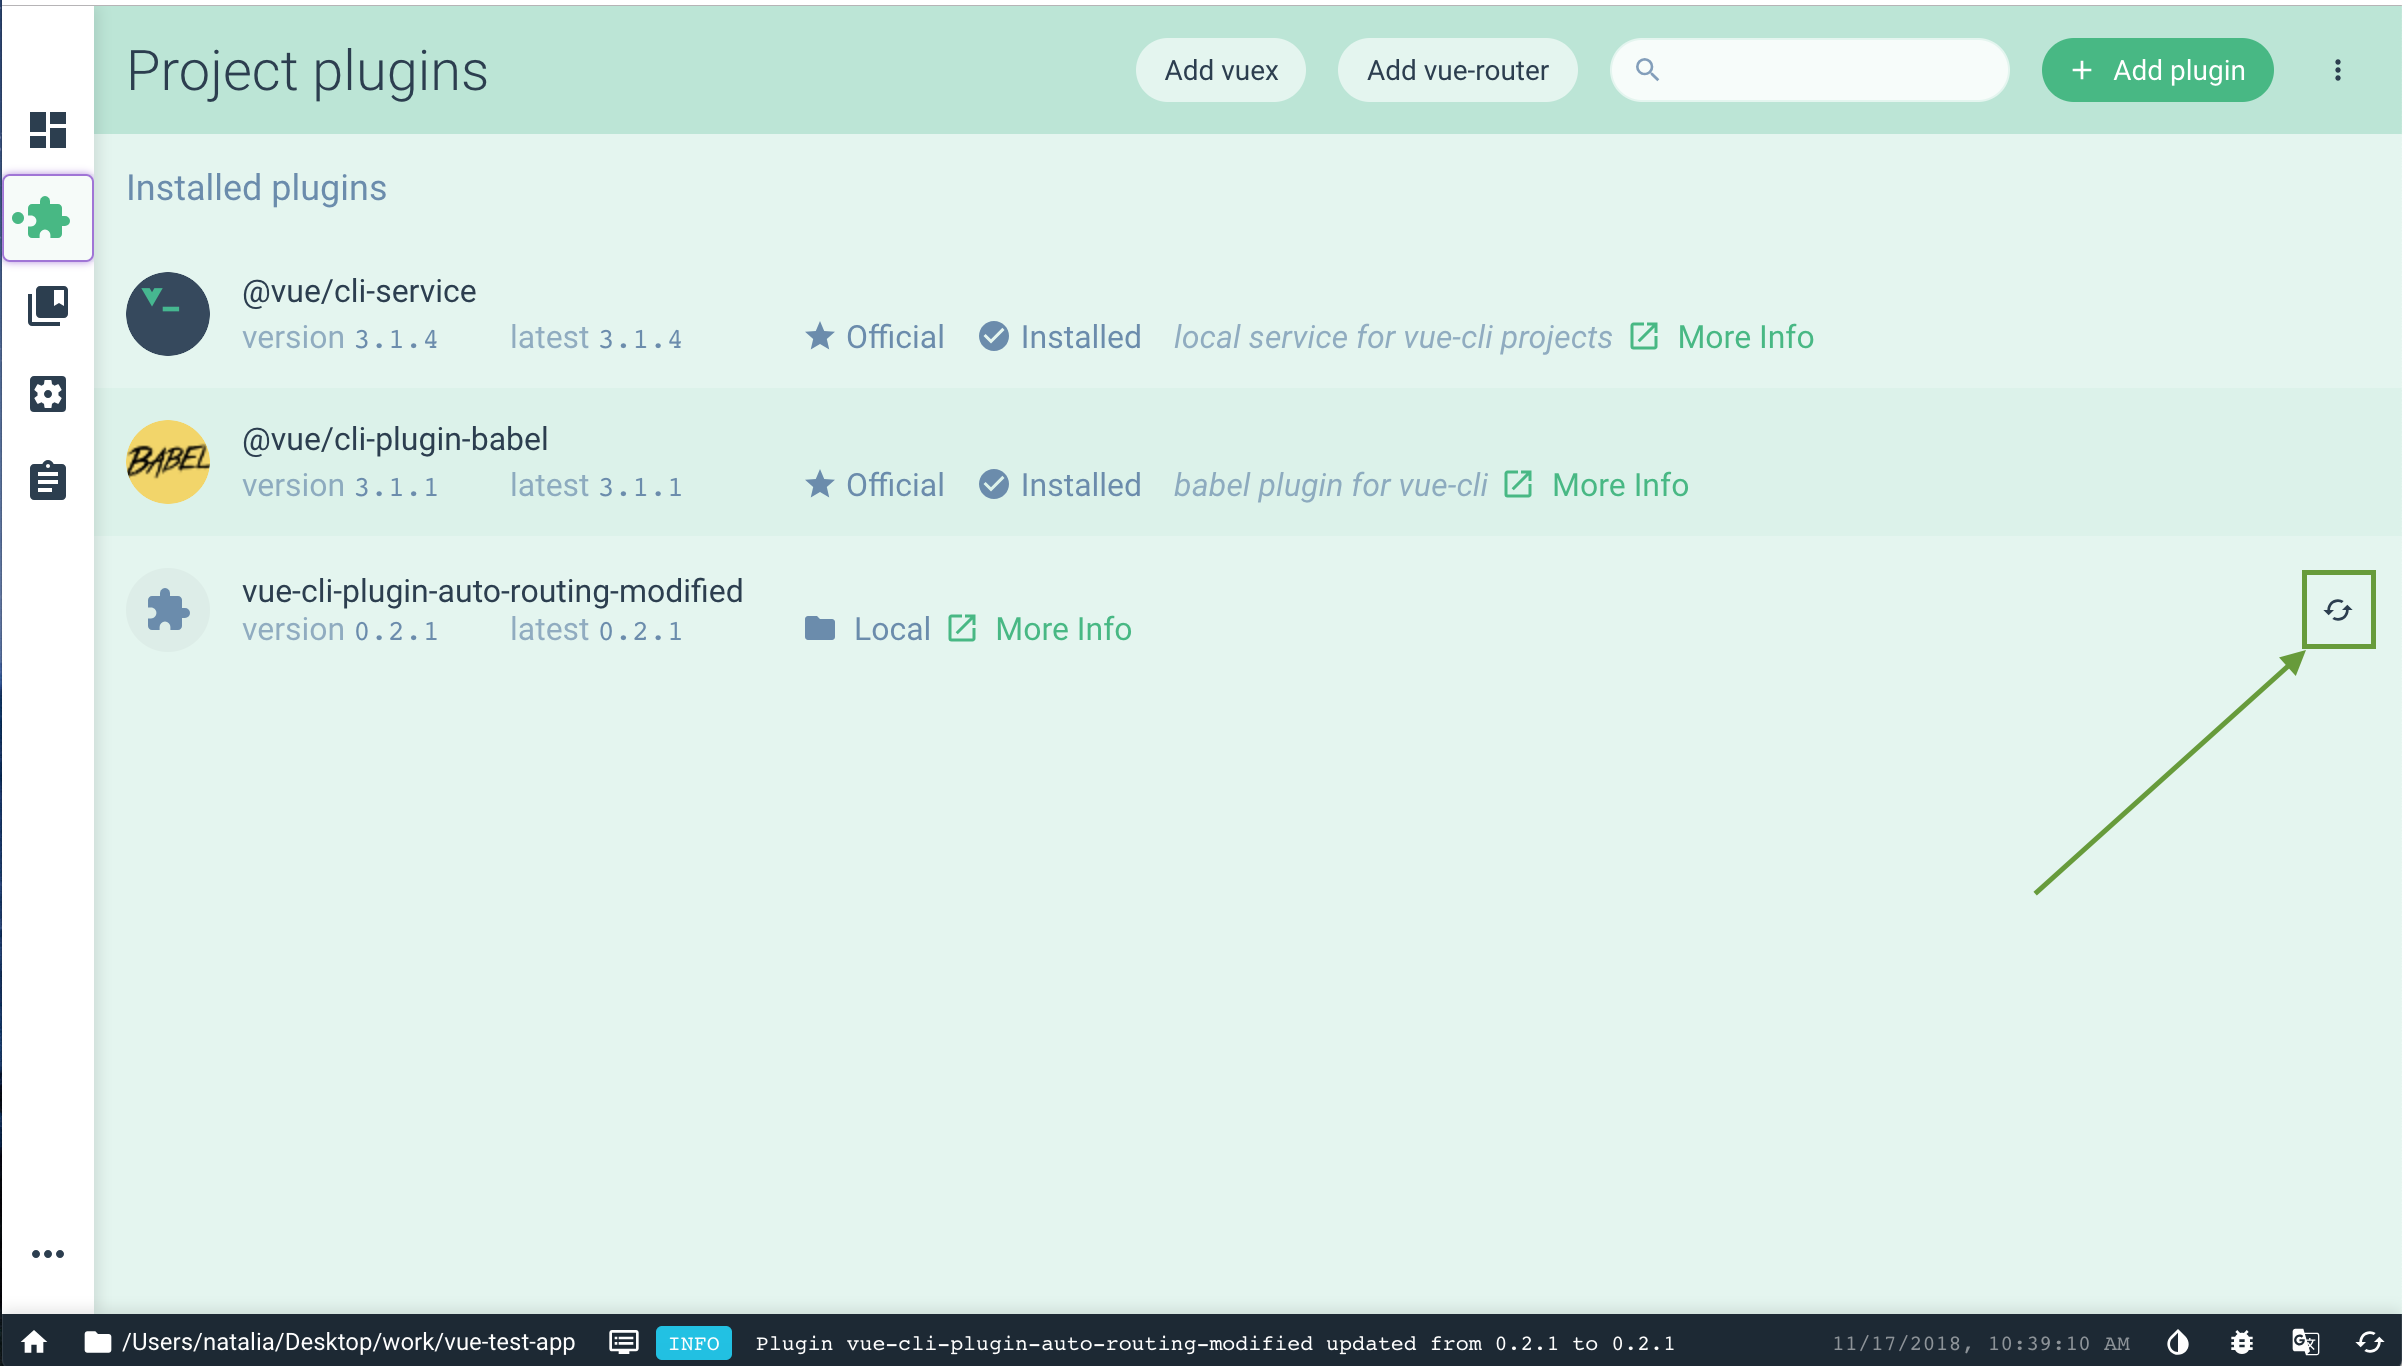 Project plugins
Add vuex
Add vue-router
Add plugin
Installed plugins
@vue/cli-service
version 3.1.4 latest 3.1.4 Official Installed local service for vue-cli projects More Info
BABEL
@vue/cli-plugin-babel
version 3.1.1 latest 3.1.1 Official Installed babel plugin for vue-cli More Info
vue-cli-plugin-auto-routing-modified
version 0.2.1 latest 0.2.1 Local More Info
/Users/natalia/Desktop/work/vue-test-app INFO Plugin vue-cli-plugin-auto-routing-modified updated from 0.2.1 to 0.2.1 11/17/2018, 10:39:10 AM